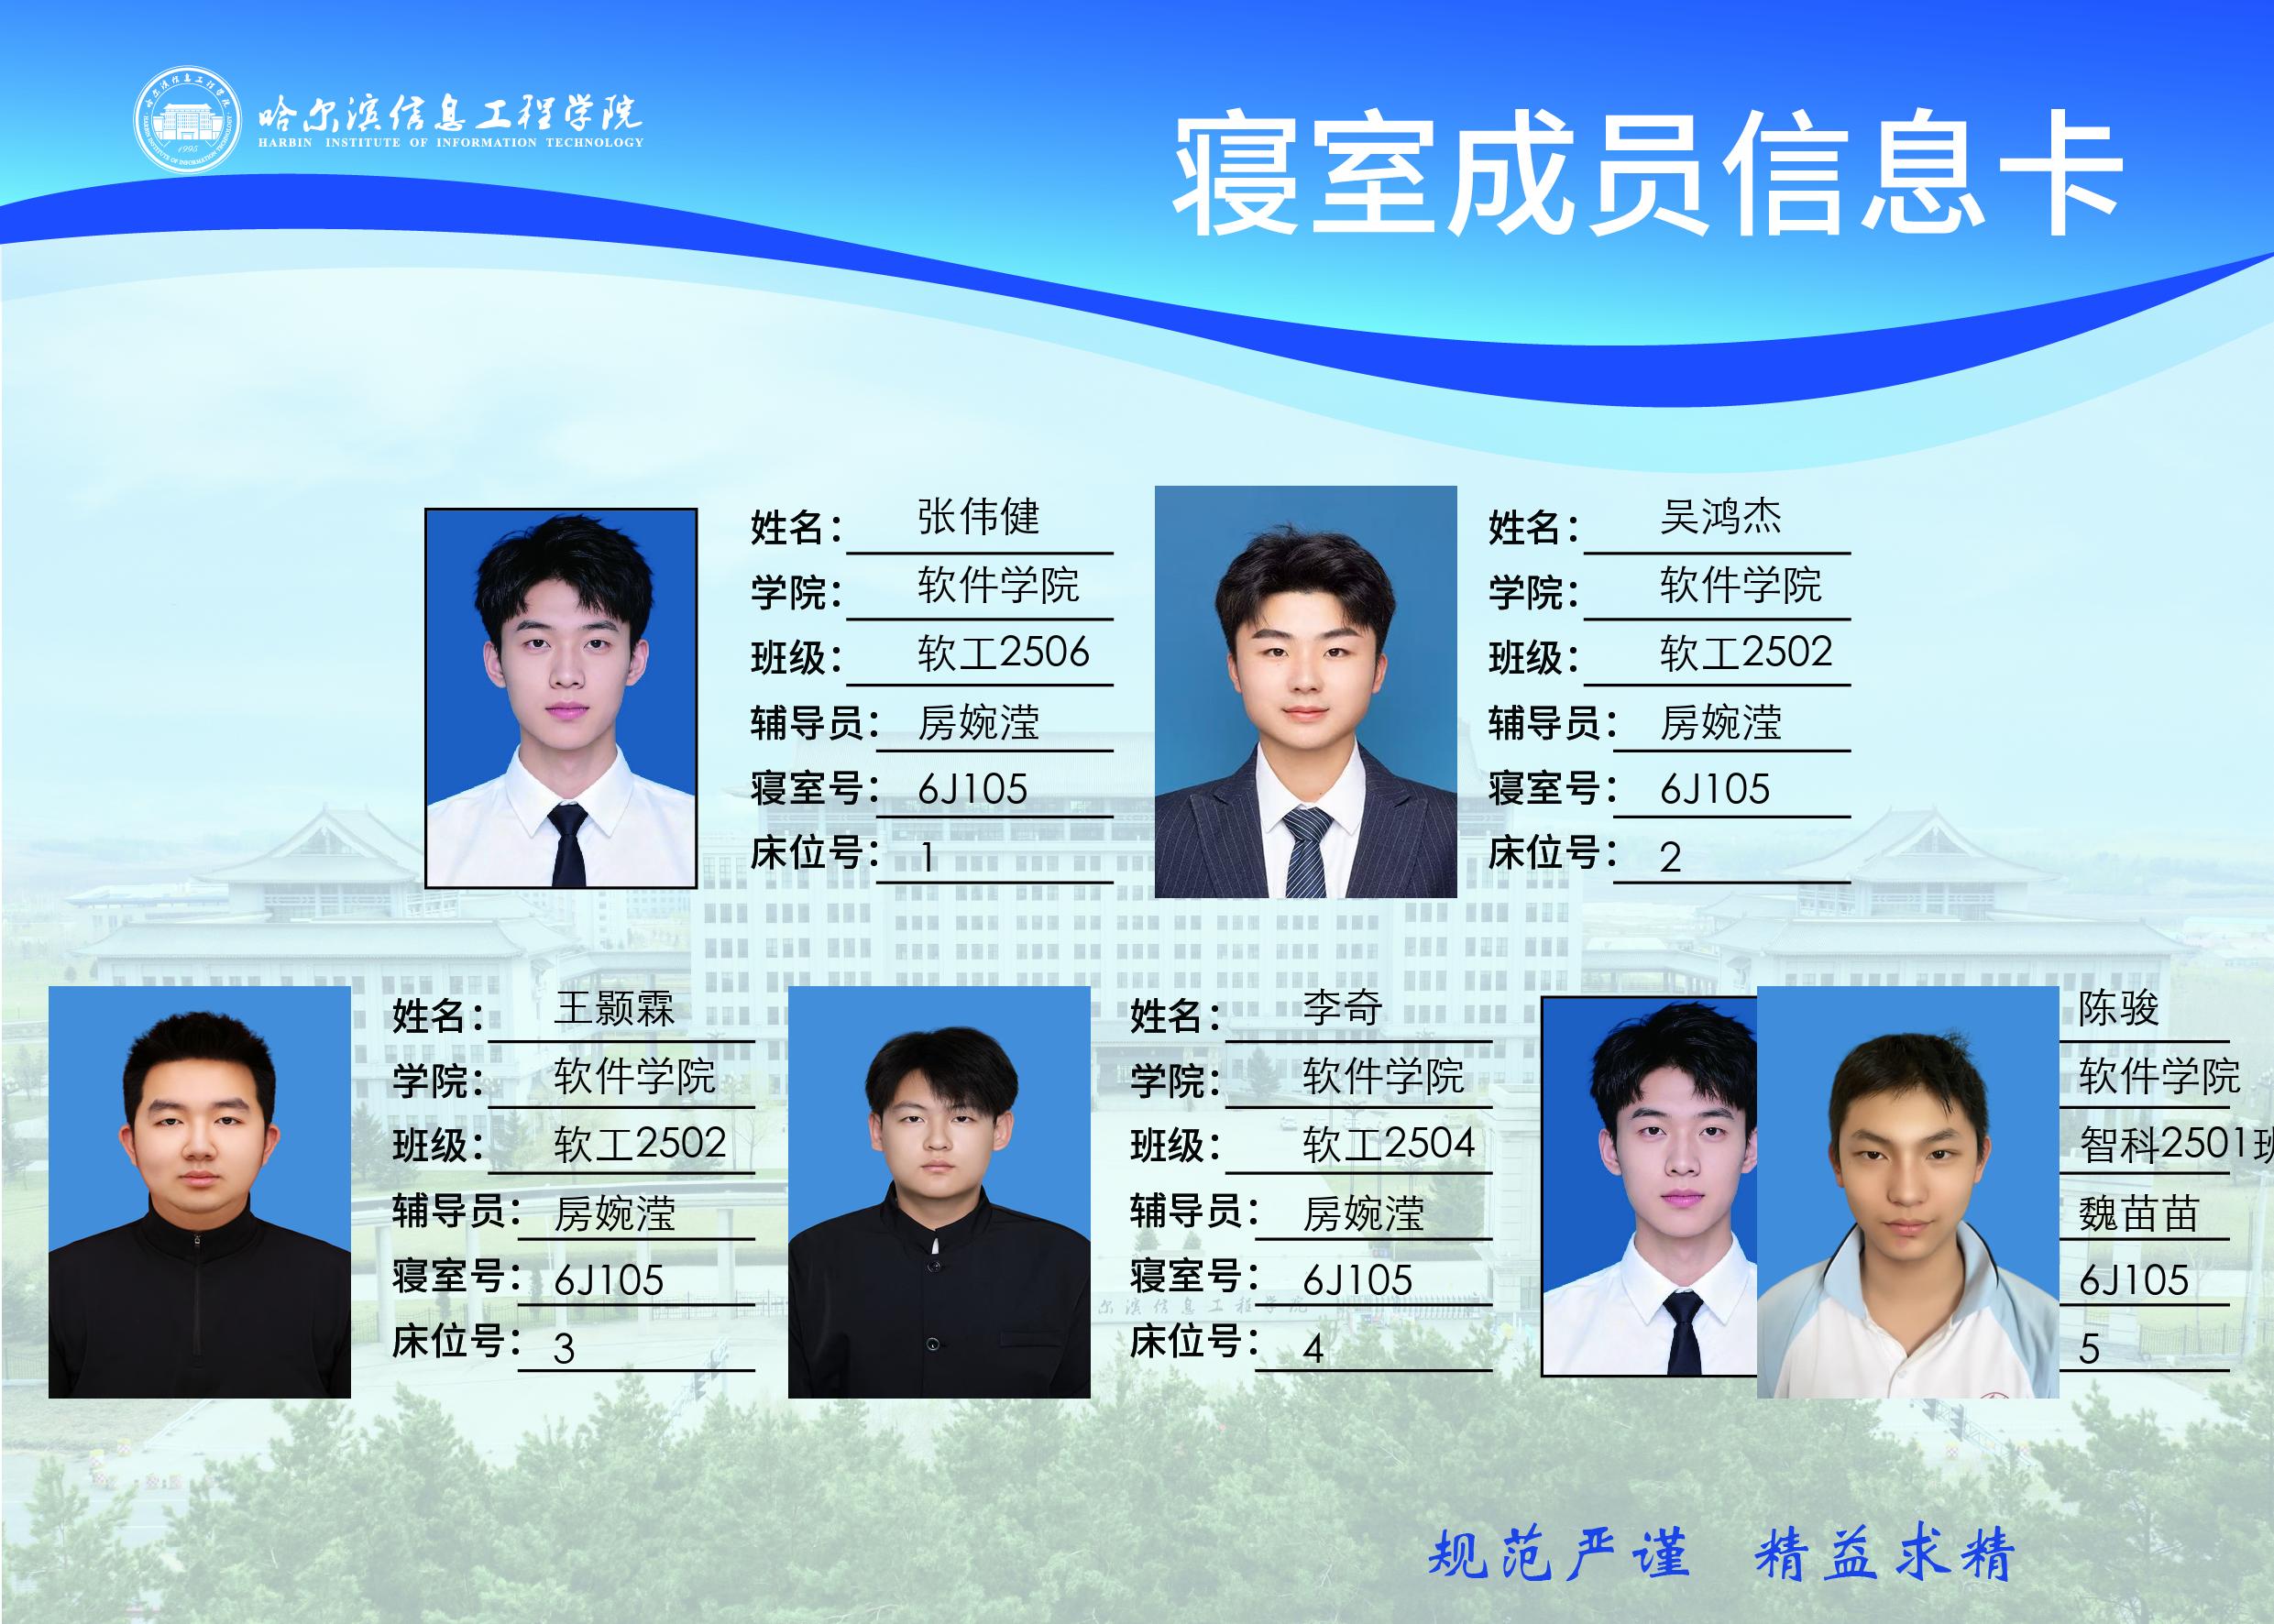 哈尔滨信息工程学院
HARBIN INSTITUTE OF INFORMATION TECHNOLOGY
1995
寝室成员信息卡
姓名：张伟健
学院：软件学院
班级：软工2506
辅导员：房婉滢
寝室号：6J105
床位号：1
姓名：吴鸿杰
学院：软件学院
班级：软工2502
辅导员：房婉滢
寝室号：6J105
床位号：2
姓名：王颢霖
学院：软件学院
班级：软工2502
辅导员：房婉滢
寝室号：6J105
床位号：3
姓名：李奇
学院：软件学院
班级：软工2504
辅导员：房婉滢
寝室号：6J105
床位号：4
陈骏
软件学院
智科2501班
魏苗苗
6J105
5
规范严谨 精益求精